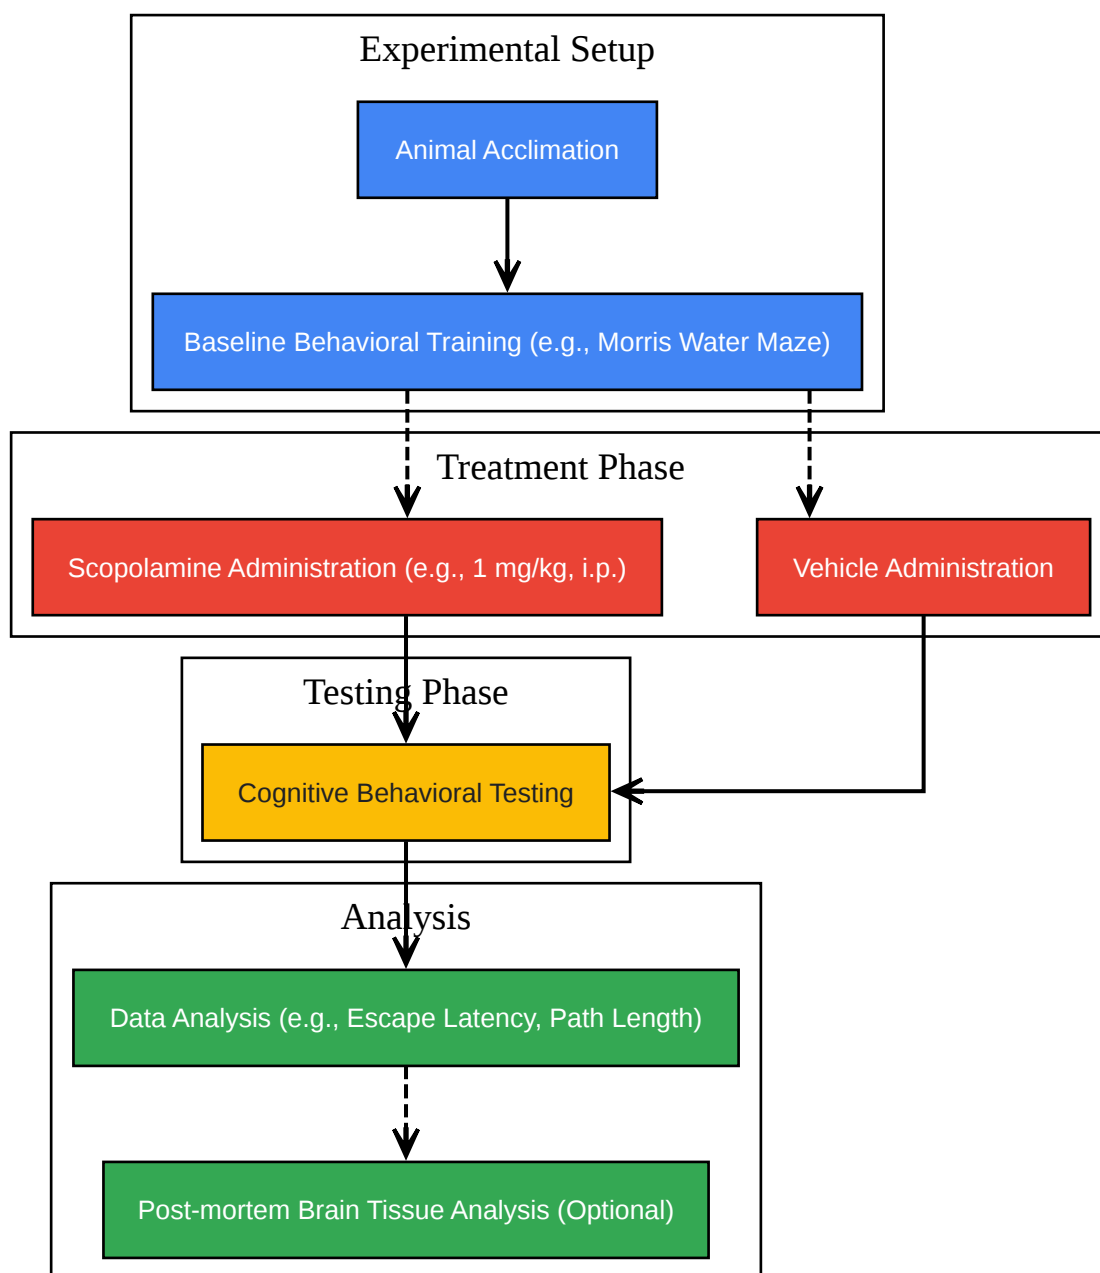 Experimental Setup
Animal Acclimation
Baseline Behavioral Training (e.g., Morris Water Maze)
Treatment Phase
Scopolamine Administration (e.g., 1 mg/kg, i.p.)
Vehicle Administration
Testing Phase
Cognitive Behavioral Testing
Analysis
Data Analysis (e.g., Escape Latency, Path Length)
Post-mortem Brain Tissue Analysis (Optional)